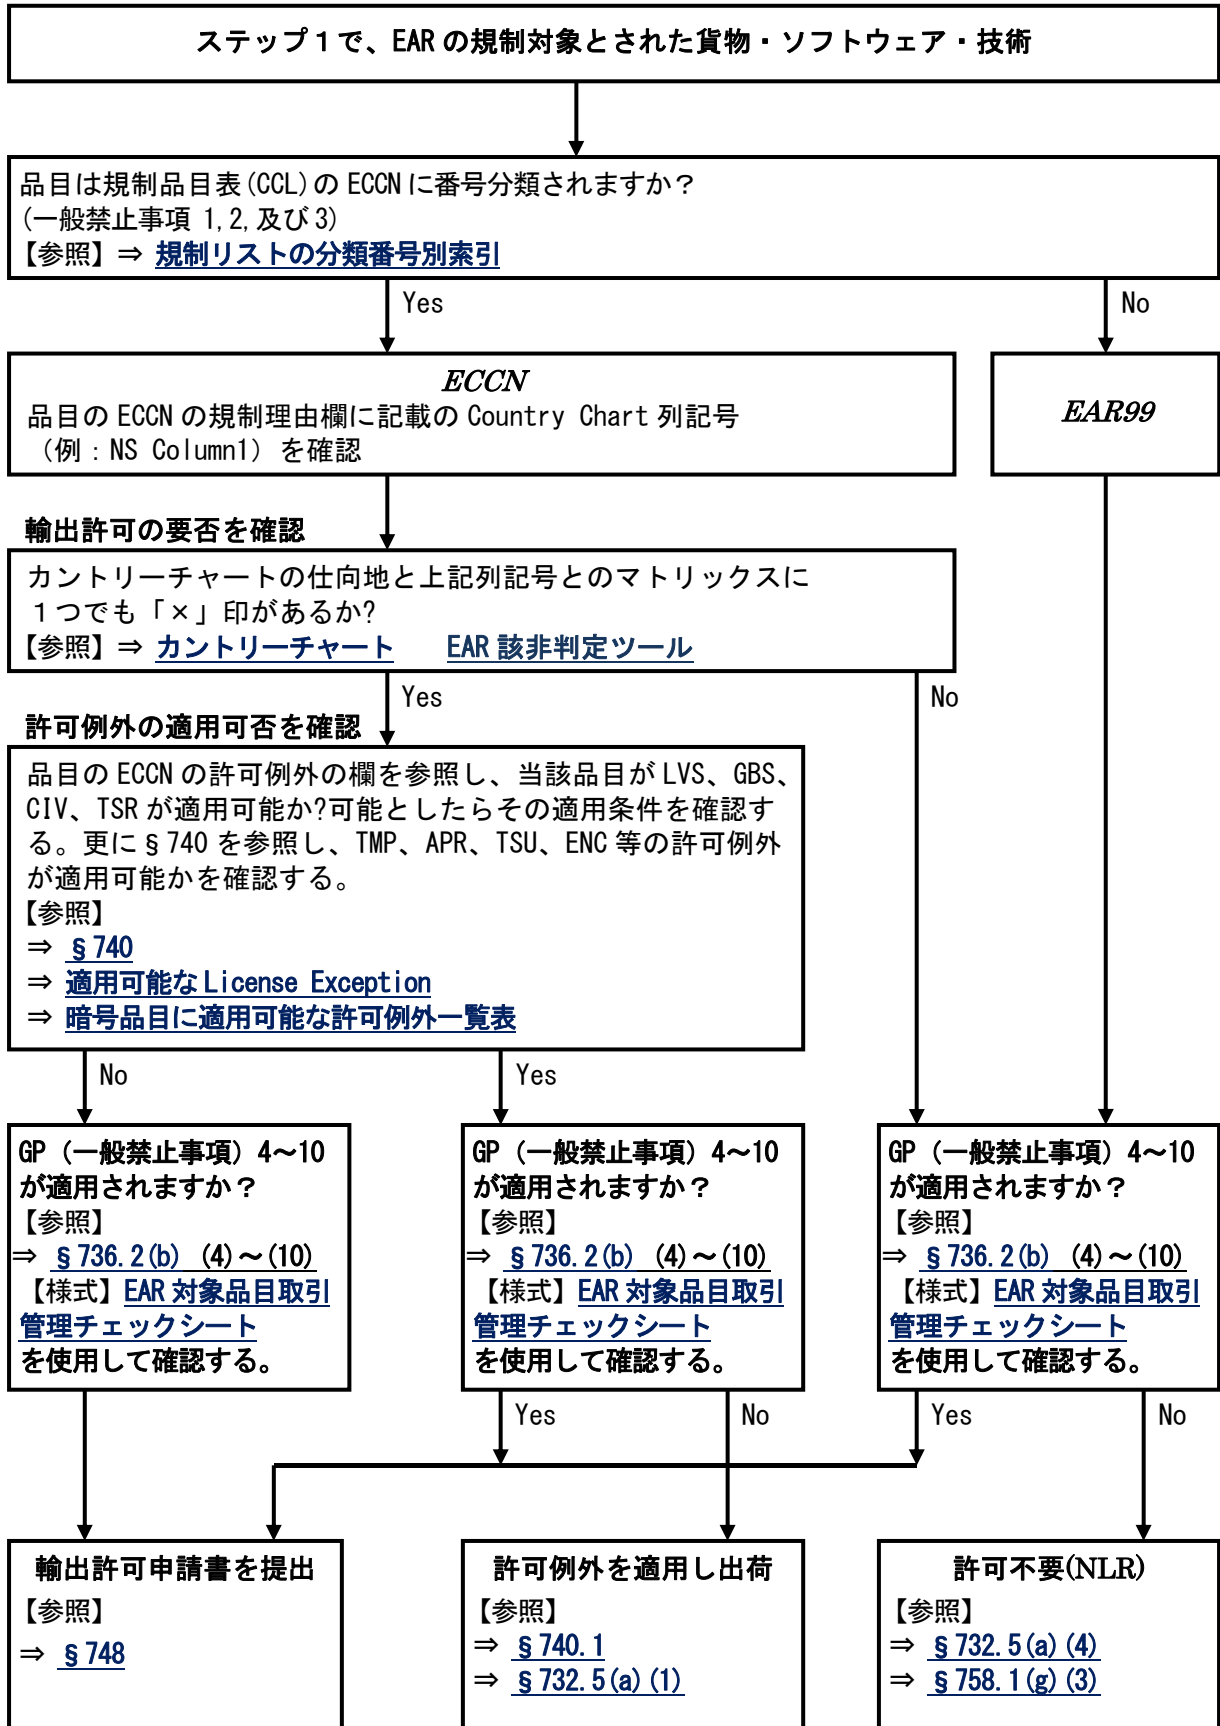 ステップ１で、EARの規制対象とされた貨物・ソフトウェア・技術
品目は規制品目表(CCL)のECCNに番号分類されますか？
(一般禁止事項 1,2,及び3)
【参照】⇒ 規制リストの分類番号別索引
Yes
No
ECCN
品目のECCNの規制理由欄に記載のCountry Chart列記号
（例：NS Column1）を確認
EAR99
輸出許可の要否を確認
カントリーチャートの仕向地と上記列記号とのマトリックスに
１つでも「×」印があるか?
【参照】⇒ カントリーチャート　EAR該非判定ツール
Yes
No
許可例外の適用可否を確認
品目のECCNの許可例外の欄を参照し、当該品目がLVS、GBS、
CIV、TSRが適用可能か?可能としたらその適用条件を確認す
る。更に§740を参照し、TMP、APR、TSU、ENC等の許可例外
が適用可能かを確認する。
【参照】
⇒ §740
⇒ 適用可能なLicense Exception
⇒ 暗号品目に適用可能な許可例外一覧表
No
Yes
GP（一般禁止事項）4～10
が適用されますか？
【参照】
⇒ §736.2(b) (4)～(10)
【様式】EAR対象品目取引
管理チェックシート
を使用して確認する。
GP（一般禁止事項）4～10
が適用されますか？
【参照】
⇒ §736.2(b) (4)～(10)
【様式】EAR対象品目取引
管理チェックシート
を使用して確認する。
GP（一般禁止事項）4～10
が適用されますか？
【参照】
⇒ §736.2(b) (4)～(10)
【様式】EAR対象品目取引
管理チェックシート
を使用して確認する。
Yes
No
Yes
No
輸出許可申請書を提出
【参照】
⇒ §748
許可例外を適用し出荷
【参照】
⇒ §740.1
⇒ §732.5(a)(1)
許可不要(NLR)
【参照】
⇒ §732.5(a)(4)
⇒ §758.1(g)(3)